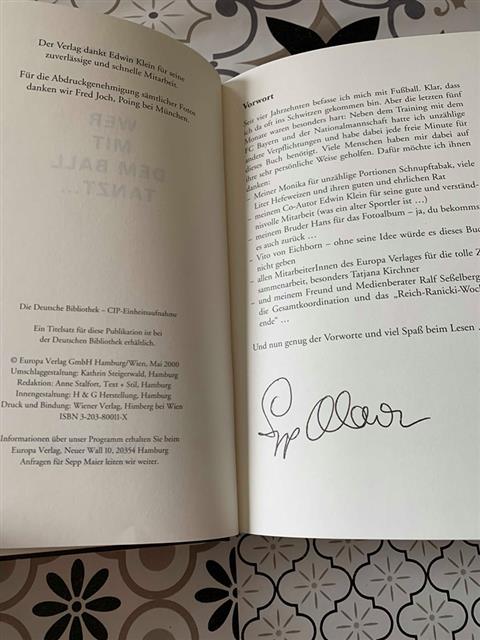 Der Verlag dankt Edwin Klein für seine
zuverlässige und schnelle Mitarbeit.
Für die Abdruckgenehmigung sämtlicher Fotos
danken wir Fred Joch, Poing bei München.
WER
MIT
DEM BALL
TANZT...
Die Deutsche Bibliothek – CIP-Einheitsaufnahme
Ein Titelsatz für diese Publikation ist bei
der Deutschen Bibliothek erhältlich.
© Europa Verlag GmbH Hamburg/Wien, Mai 2000
Umschlaggestaltung: Kathrin Steigerwald, Hamburg
Redaktion: Anne Stalfort, Text + Stil, Hamburg
Innengestaltung: H & G Herstellung, Hamburg
Druck und Bindung: Wiener Verlag, Himberg bei Wien
ISBN 3-203-80011-X
Informationen über unser Programm erhalten Sie beim
Europa Verlag, Neuer Wall 10, 20354 Hamburg
Anfragen für Sepp Maier leiten wir weiter.
Vorwort
Seit vier Jahrzehnten befasse ich mich mit Fußball. Klar, das
ich da oft ins Schwitzen gekommen bin. Aber die letzten fünf
Monate waren besonders hart: Neben dem Training mit dem
FC Bayern und der Nationalmannschaft hatte ich unzählige
andere Verpflichtungen und habe dabei jede freie Minute für
dieses Buch benötigt. Viele Menschen haben mir dabei auf
ihre sehr persönliche Weise geholfen. Dafür möchte ich ihnen
danken:
– Meiner Monika für unzählige Portionen Schnupftabak, viele
Liter Hefeweizen und ihren guten und ehrlichen Rat
– meinem Co-Autor Edwin Klein für seine gute und verständ-
nisvolle Mitarbeit (was ein alter Sportler ist ...)
– meinem Bruder Hans für das Fotoalbum – ja, du bekomms
es auch zurück ...
– Vito von Eichborn – ohne seine Idee würde es dieses Buc
nicht geben
– allen MitarbeiterInnen des Europa Verlages für die tolle Z
sammenarbeit, besonders Tatjana Kirchner
– und meinem Freund und Medienberater Ralf Seßelberg
die Gesamtkoordination und das „Reich-Ranicki-Woch
ende“ ...
Und nun genug der Vorworte und viel Spaß beim Lesen
Sepp Maier